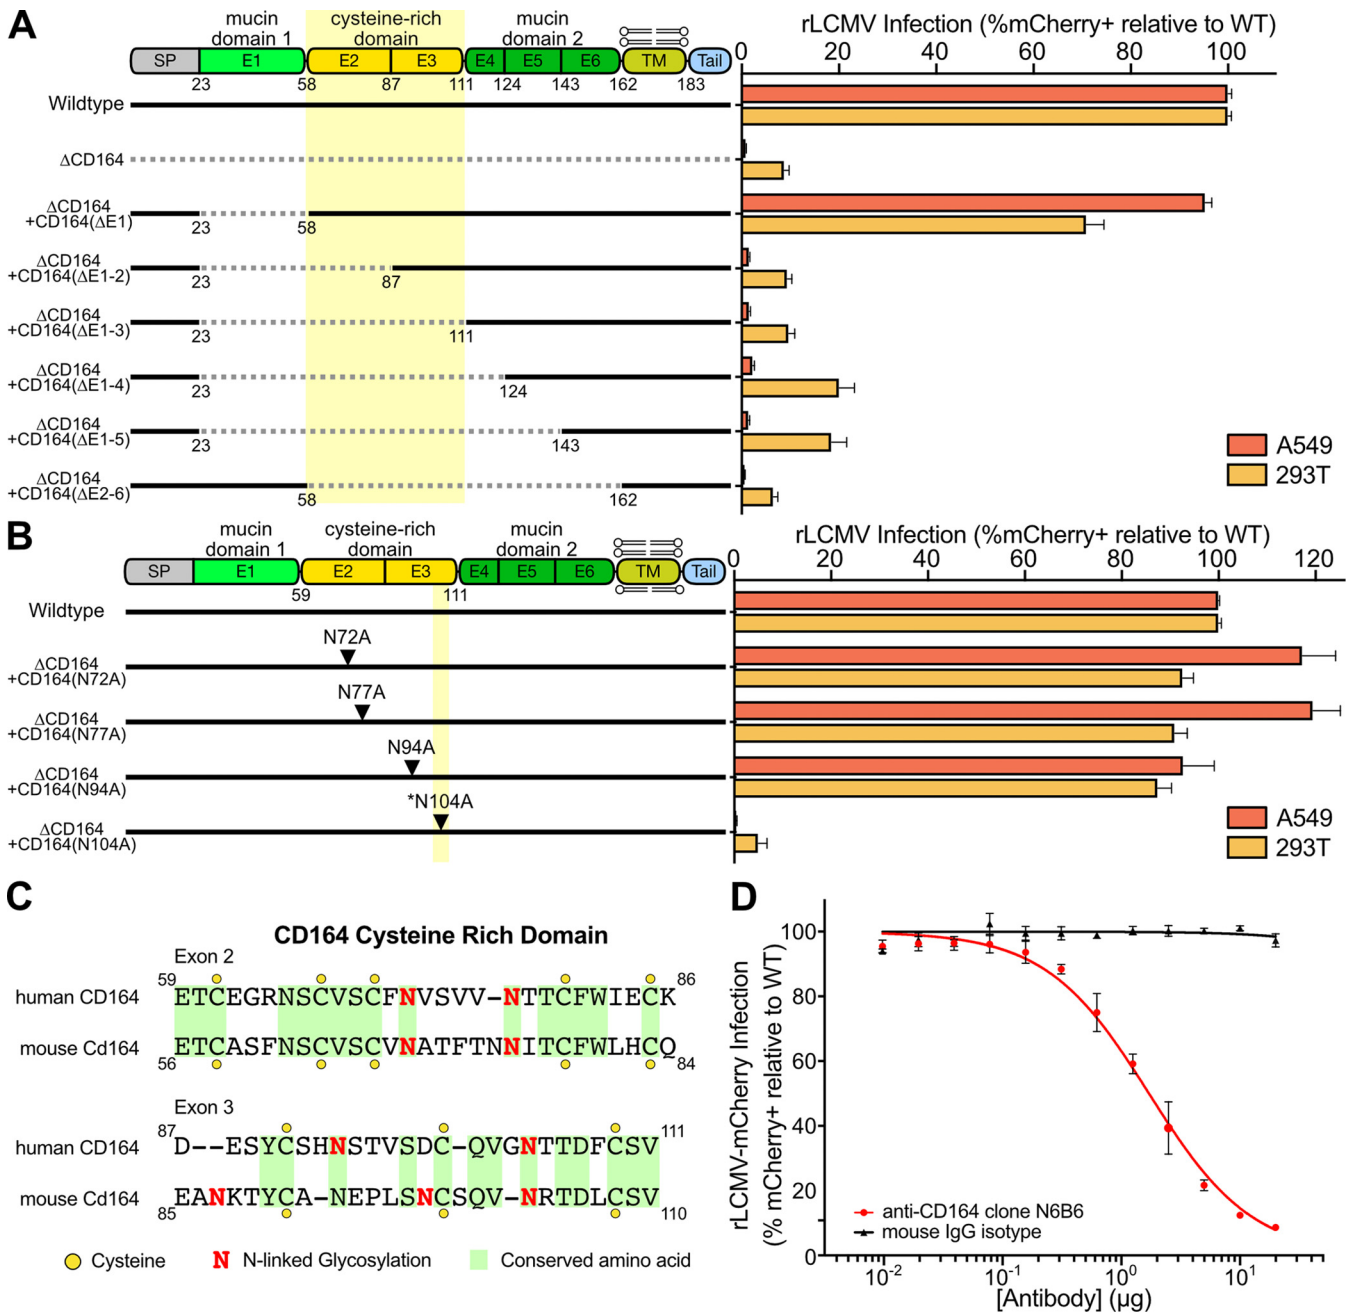 A
mucin domain 1
cysteine-rich domain
mucin domain 2
SP E1 E2 E3 E4 E5 E6 TM Tail
23 58 87 111 124 143 162 183
rLCMV Infection (%mCherry+ relative to WT)
0 20 40 60 80 100
Wildtype
ΔCD164
ΔCD164
+CD164(ΔE1)
23 58
ΔCD164
+CD164(ΔE1-2)
23 87
ΔCD164
+CD164(ΔE1-3)
23 111
ΔCD164
+CD164(ΔE1-4)
23 124
ΔCD164
+CD164(ΔE1-5)
23 143
ΔCD164
+CD164(ΔE2-6)
58 162
A549
293T
B
mucin domain 1
cysteine-rich domain
mucin domain 2
SP E1 E2 E3 E4 E5 E6 TM Tail
59 111
rLCMV Infection (%mCherry+ relative to WT)
0 20 40 60 80 100 120
Wildtype
N72A
ΔCD164
+CD164(N72A)
N77A
ΔCD164
+CD164(N77A)
N94A
ΔCD164
+CD164(N94A)
*N104A
ΔCD164
+CD164(N104A)
A549
293T
C
CD164 Cysteine Rich Domain
Exon 2
59 86
human CD164 ETCEGRNSCVSCFNVSVV-NTTCFWIECK
mouse Cd164 ETCASFNSCVSCVNATFTNNITCFWLHCQ
56 84
Exon 3
87 111
human CD164 D--ESYCSHNSTVSDC-QVGNTTDFCSV
mouse Cd164 EANKTYCA-NEPLSNCSQV-NRTDLCSV
85 110
Cysteine
N N-linked Glycosylation
Conserved amino acid
D
rLCMV-mCherry Infection
(% mCherry+ relative to WT)
100
80
60
40
20
0
anti-CD164 clone N6B6
mouse IgG isotype
10-2 10-1 100 101
[Antibody] (µg)